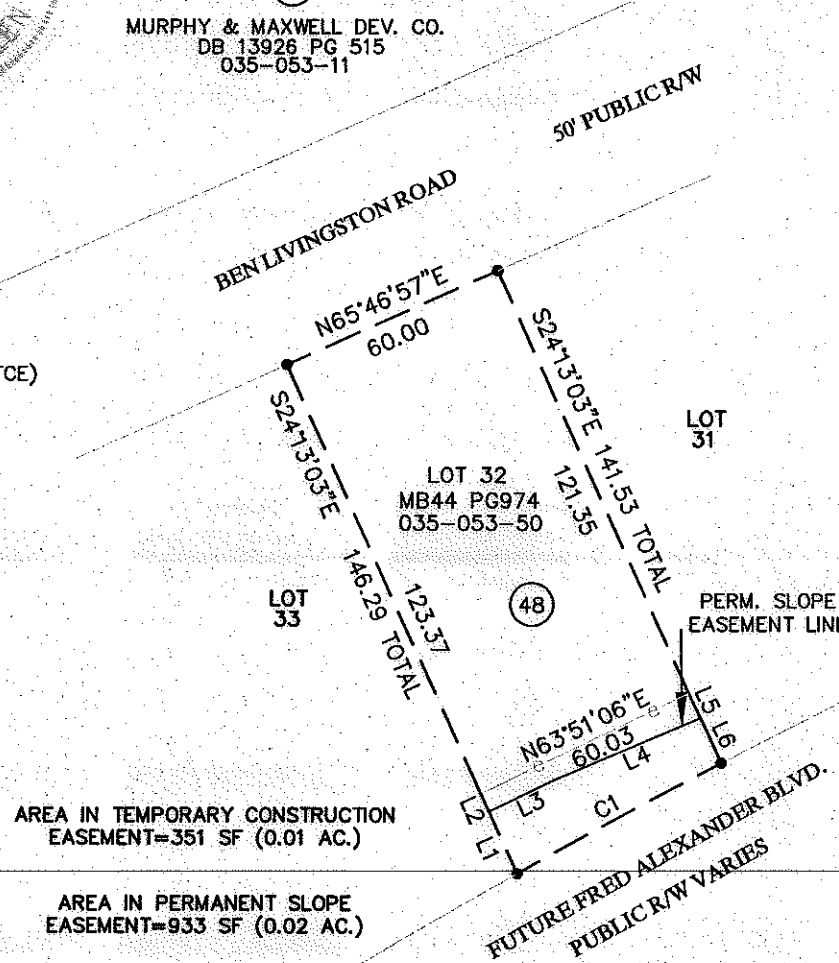 MURPHY & MAXWELL DEV. CO.
DB 13926 PG 515
035-053-11
50' PUBLIC R/W
BEN LIVINGSTON ROAD
N65°46'57"E
60.00
TCE)
S24°13'03"E 146.29 TOTAL
123.37
S24°13'03"E 141.53 TOTAL
121.35
LOT
31
LOT 32
MB44 PG974
035-053-50
LOT
33
48
PERM. SLOPE
EASEMENT LIN
N63°51'06"E
60.03
e
e
L5
L6
L4
L3
L2
L1
C1
AREA IN TEMPORARY CONSTRUCTION
EASEMENT=351 SF (0.01 AC.)
AREA IN PERMANENT SLOPE
EASEMENT=933 SF (0.02 AC.)
FUTURE FRED ALEXANDER BLVD.
PUBLIC R/W VARIES